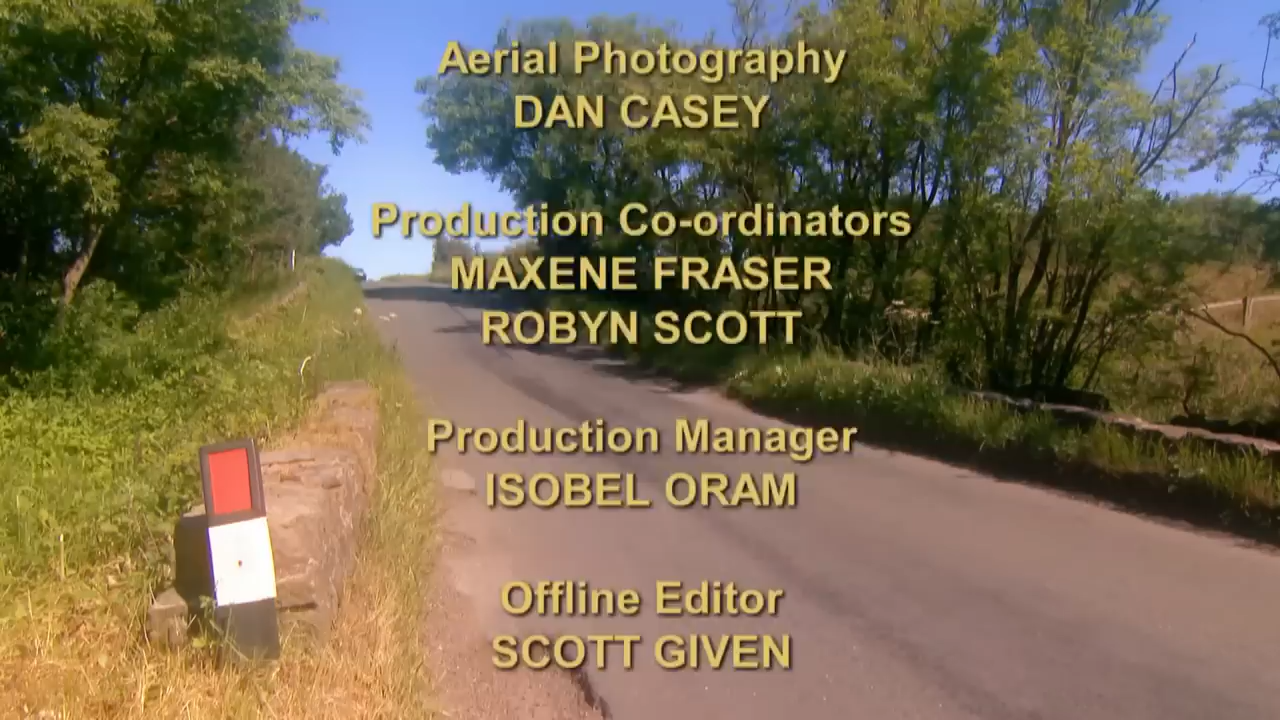 Aerial Photography
DAN CASEY
Production Co-ordinators
MAXENE FRASER
ROBYN SCOTT
Production Manager
ISOBEL ORAM
Offline Editor
SCOTT GIVEN